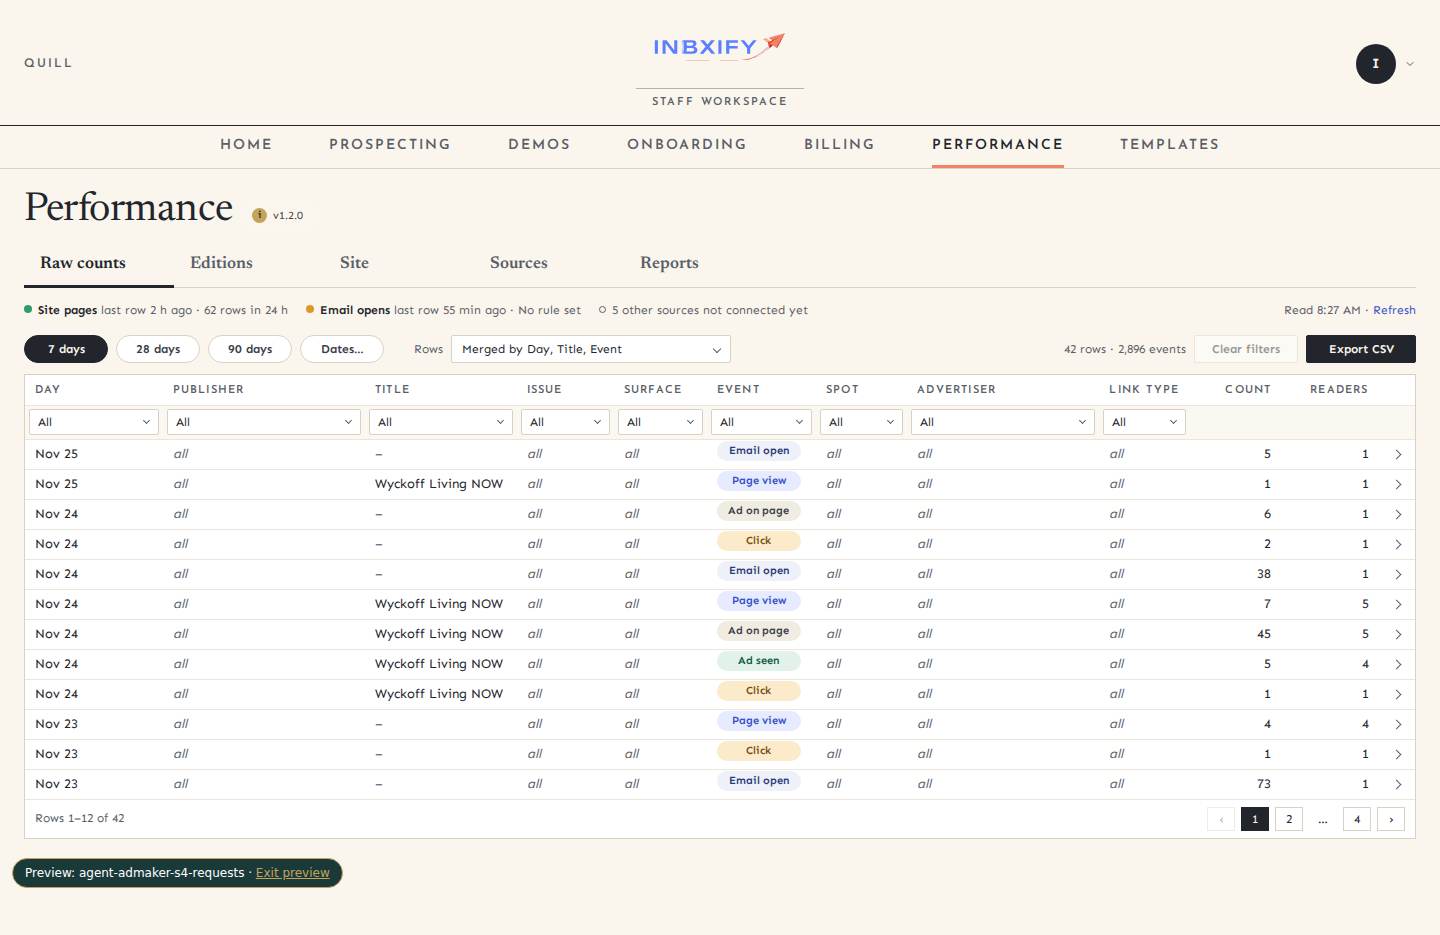 QUILL
INBXIFY
STAFF WORKSPACE
I
HOME PROSPECTING DEMOS ONBOARDING BILLING PERFORMANCE TEMPLATES
Performance i v1.2.0
Raw counts Editions Site Sources Reports
Site pages last row 2 h ago · 62 rows in 24 h Email opens last row 55 min ago · No rule set 5 other sources not connected yet Read 8:27 AM · Refresh
7 days 28 days 90 days Dates... Rows Merged by Day, Title, Event 42 rows · 2,896 events Clear filters Export CSV
DAY PUBLISHER TITLE ISSUE SURFACE EVENT SPOT ADVERTISER LINK TYPE COUNT READERS
All All All All All All All All All
Nov 25 all – all all Email open all all all 5 1
Nov 25 all Wyckoff Living NOW all all Page view all all all 1 1
Nov 24 all – all all Ad on page all all all 6 1
Nov 24 all – all all Click all all all 2 1
Nov 24 all – all all Email open all all all 38 1
Nov 24 all Wyckoff Living NOW all all Page view all all all 7 5
Nov 24 all Wyckoff Living NOW all all Ad on page all all all 45 5
Nov 24 all Wyckoff Living NOW all all Ad seen all all all 5 4
Nov 24 all Wyckoff Living NOW all all Click all all all 1 1
Nov 23 all – all all Page view all all all 4 4
Nov 23 all – all all Click all all all 1 1
Nov 23 all – all all Email open all all all 73 1
Rows 1–12 of 42 ‹ 1 2 ... 4 ›
Preview: agent-admaker-s4-requests · Exit preview